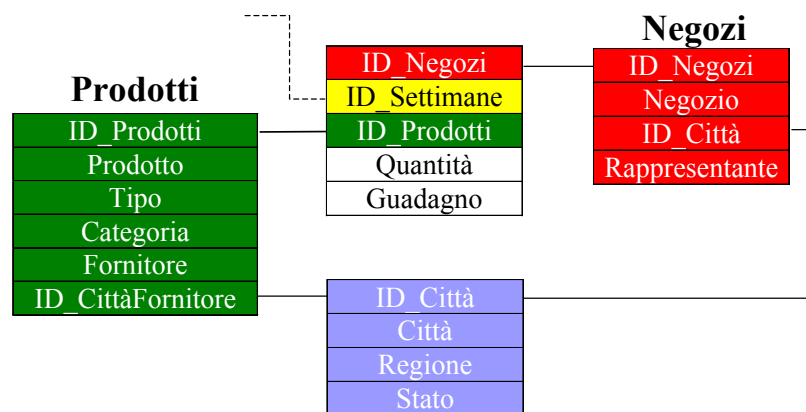 Prodotti
ID_Prodotti
Prodotto
Tipo
Categoria
Fornitore
ID_CittàFornitore
ID_Negozi
ID_Settimane
ID_Prodotti
Quantità
Guadagno
Negozi
ID_Negozi
Negozio
ID_Città
Rappresentante
ID_Città
Città
Regione
Stato